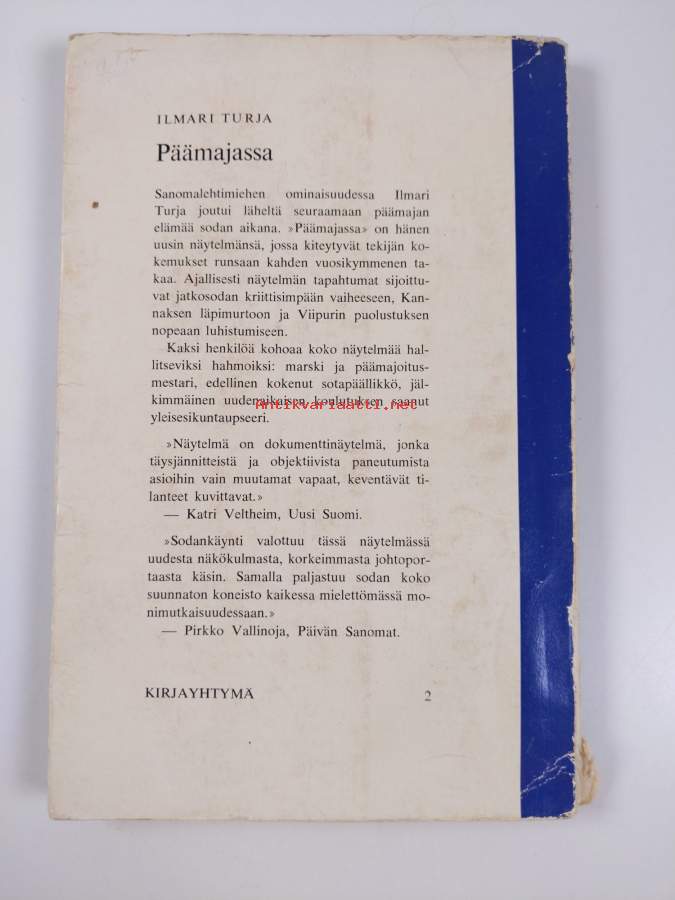 ILMARI TURJA
Päämajassa
Sanomalehtimiehen ominaisuudessa Ilmari
Turja joutui läheltä seuraamaan päämajan
elämää sodan aikana. »Päämajassa» on hänen
uusin näytelmänsä, jossa kiteytyvät tekijän ko-
kemukset runsaan kahden vuosikymmenen ta-
kaa. Ajallisesti näytelmän tapahtumat sijoittu-
vat jatkosodan kriittisimpään vaiheeseen, Kan-
naksen läpimurtoon ja Viipurin puolustuksen
nopeaan luhistumiseen.
Kaksi henkilöä kohoaa koko näytelmää hal-
litseviksi hahmoiksi: marski ja päämajoitus-
mestari, edellinen kokenut sotapäällikkö, jäl-
kimmäinen uudenaikaisen koulutuksen saanut
Antikvariaatti.net
yleisesikuntaupseeri.
»Näytelmä on dokumenttinäytelmä, jonka
täysjännitteistä ja objektiivista paneutumista
asioihin vain muutamat vapaat, keventävät ti-
lanteet kuvittavat.»
— Katri Veltheim, Uusi Suomi.
»Sodankäynti valottuu tässä näytelmässä
uudesta näkökulmasta, korkeimmasta johtopor-
taasta käsin. Samalla paljastuu sodan koko
suunnaton koneisto kaikessa mielettömässä mo-
nimutkaisuudessaan.»
— Pirkko Vallinoja, Päivän Sanomat.
KIRJAYHTYMÄ 2